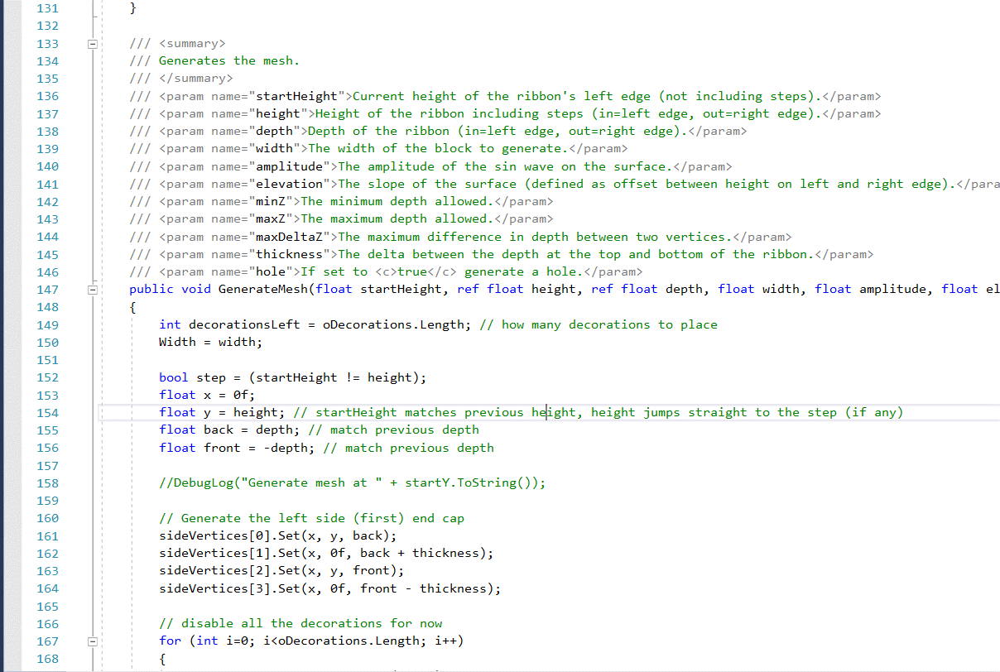 131 }
132
133 /// <summary>
134 /// Generates the mesh.
135 /// </summary>
136 /// <param name="startHeight">Current height of the ribbon's left edge (not including steps).</param>
137 /// <param name="height">Height of the ribbon including steps (in=left edge, out=right edge).</param>
138 /// <param name="depth">Depth of the ribbon (in=left edge, out=right edge).</param>
139 /// <param name="width">The width of the block to generate.</param>
140 /// <param name="amplitude">The amplitude of the sin wave on the surface.</param>
141 /// <param name="elevation">The slope of the surface (defined as offset between height on left and right edge).</para
142 /// <param name="minZ">The minimum depth allowed.</param>
143 /// <param name="maxZ">The maximum depth allowed.</param>
144 /// <param name="maxDeltaZ">The maximum difference in depth between two vertices.</param>
145 /// <param name="thickness">The delta between the depth at the top and bottom of the ribbon.</param>
146 /// <param name="hole">If set to <c>true</c> generate a hole.</param>
147 public void GenerateMesh(float startHeight, ref float height, ref float depth, float width, float amplitude, float el
148 {
149 int decorationsLeft = oDecorations.Length; // how many decorations to place
150 Width = width;
151
152 bool step = (startHeight != height);
153 float x = 0f;
154 float y = height; // startHeight matches previous height, height jumps straight to the step (if any)
155 float back = depth; // match previous depth
156 float front = -depth; // match previous depth
157
158 //DebugLog("Generate mesh at " + startY.ToString());
159
160 // Generate the left side (first) end cap
161 sideVertices[0].Set(x, y, back);
162 sideVertices[1].Set(x, 0f, back + thickness);
163 sideVertices[2].Set(x, y, front);
164 sideVertices[3].Set(x, 0f, front - thickness);
165
166 // disable all the decorations for now
167 for (int i=0; i<oDecorations.Length; i++)
168 {